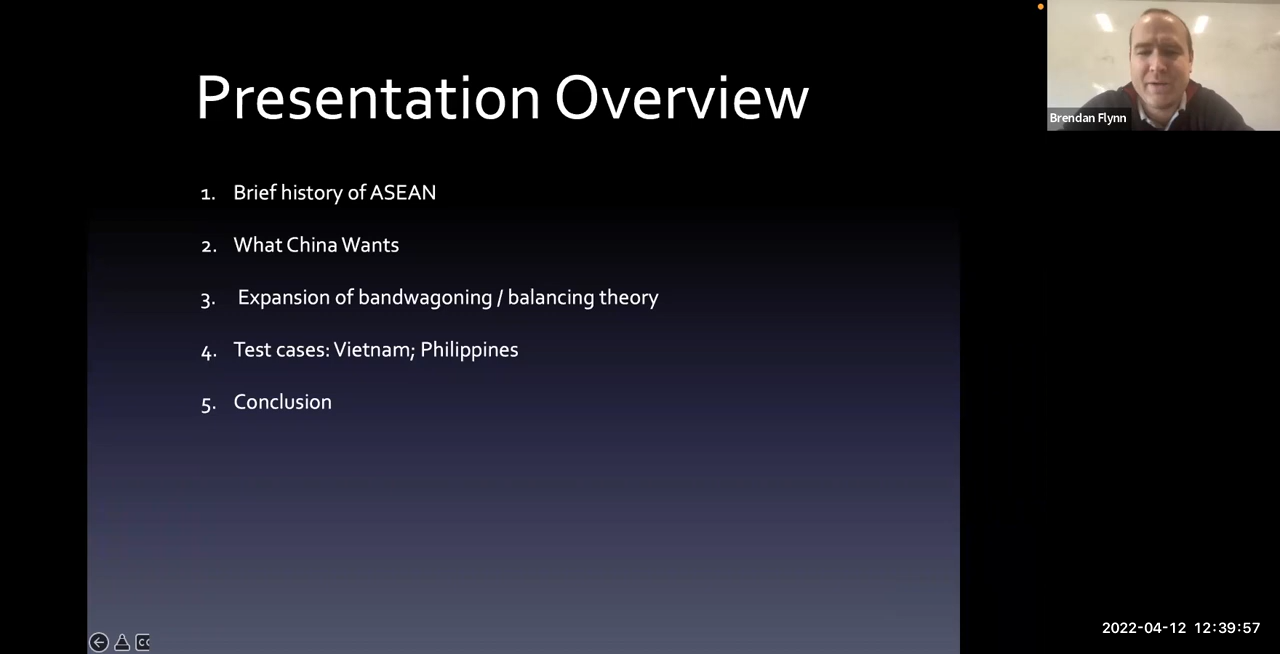 Presentation Overview
Brendan Flynn
1. Brief history of ASEAN
2. What China Wants
3. Expansion of bandwagoning / balancing theory
4. Test cases: Vietnam; Philippines
5. Conclusion
2022-04-12 12:39:57